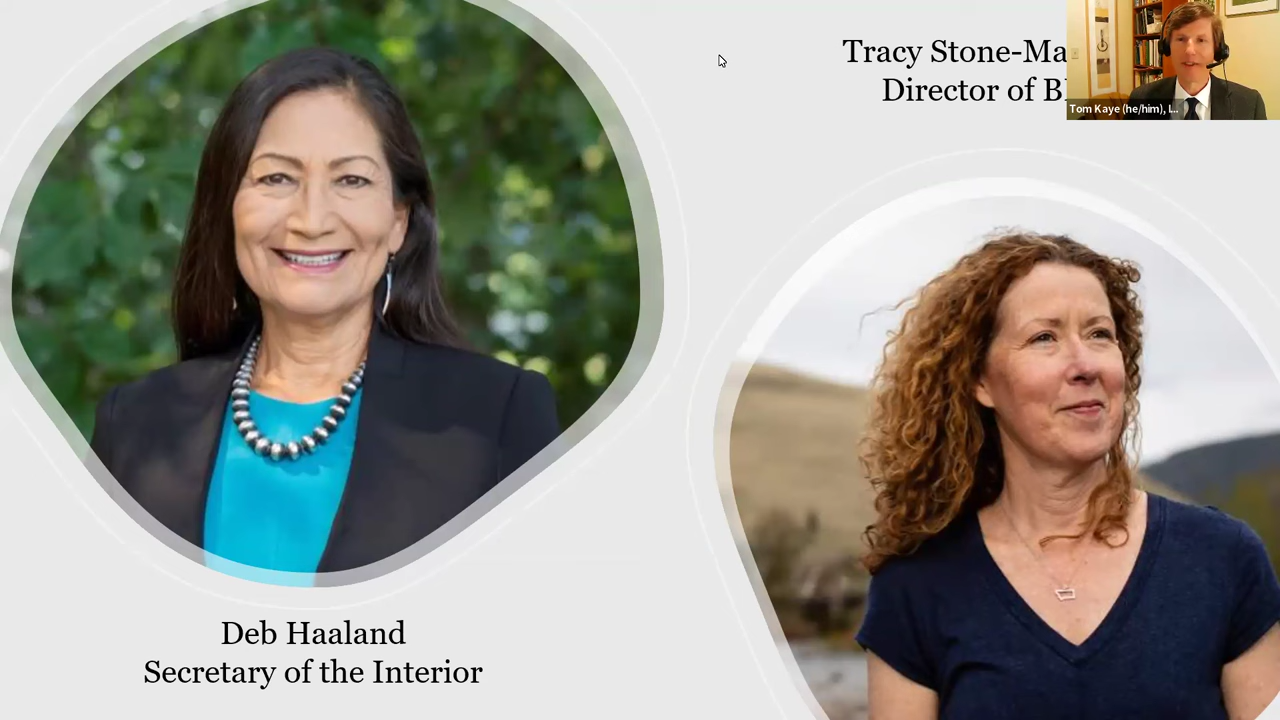 Tracy Stone-Ma
Director of B
Tom Kaye (he/him), I...
Deb Haaland
Secretary of the Interior